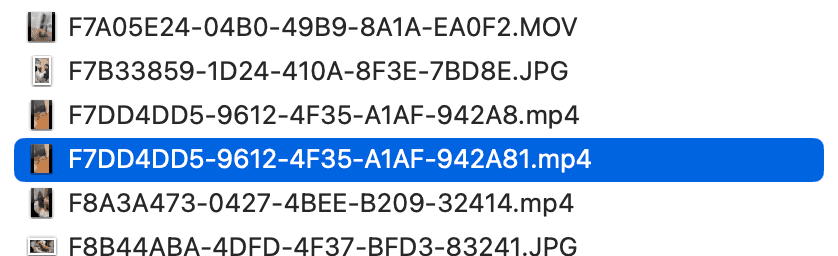 F7A05E24-04B0-49B9-8A1A-EA0F2.MOV
F7B33859-1D24-410A-8F3E-7BD8E.JPG
F7DD4DD5-9612-4F35-A1AF-942A8.mp4
F7DD4DD5-9612-4F35-A1AF-942A81.mp4
F8A3A473-0427-4BEE-B209-32414.mp4
F8B44ABA-4DFD-4F37-BFD3-83241.JPG